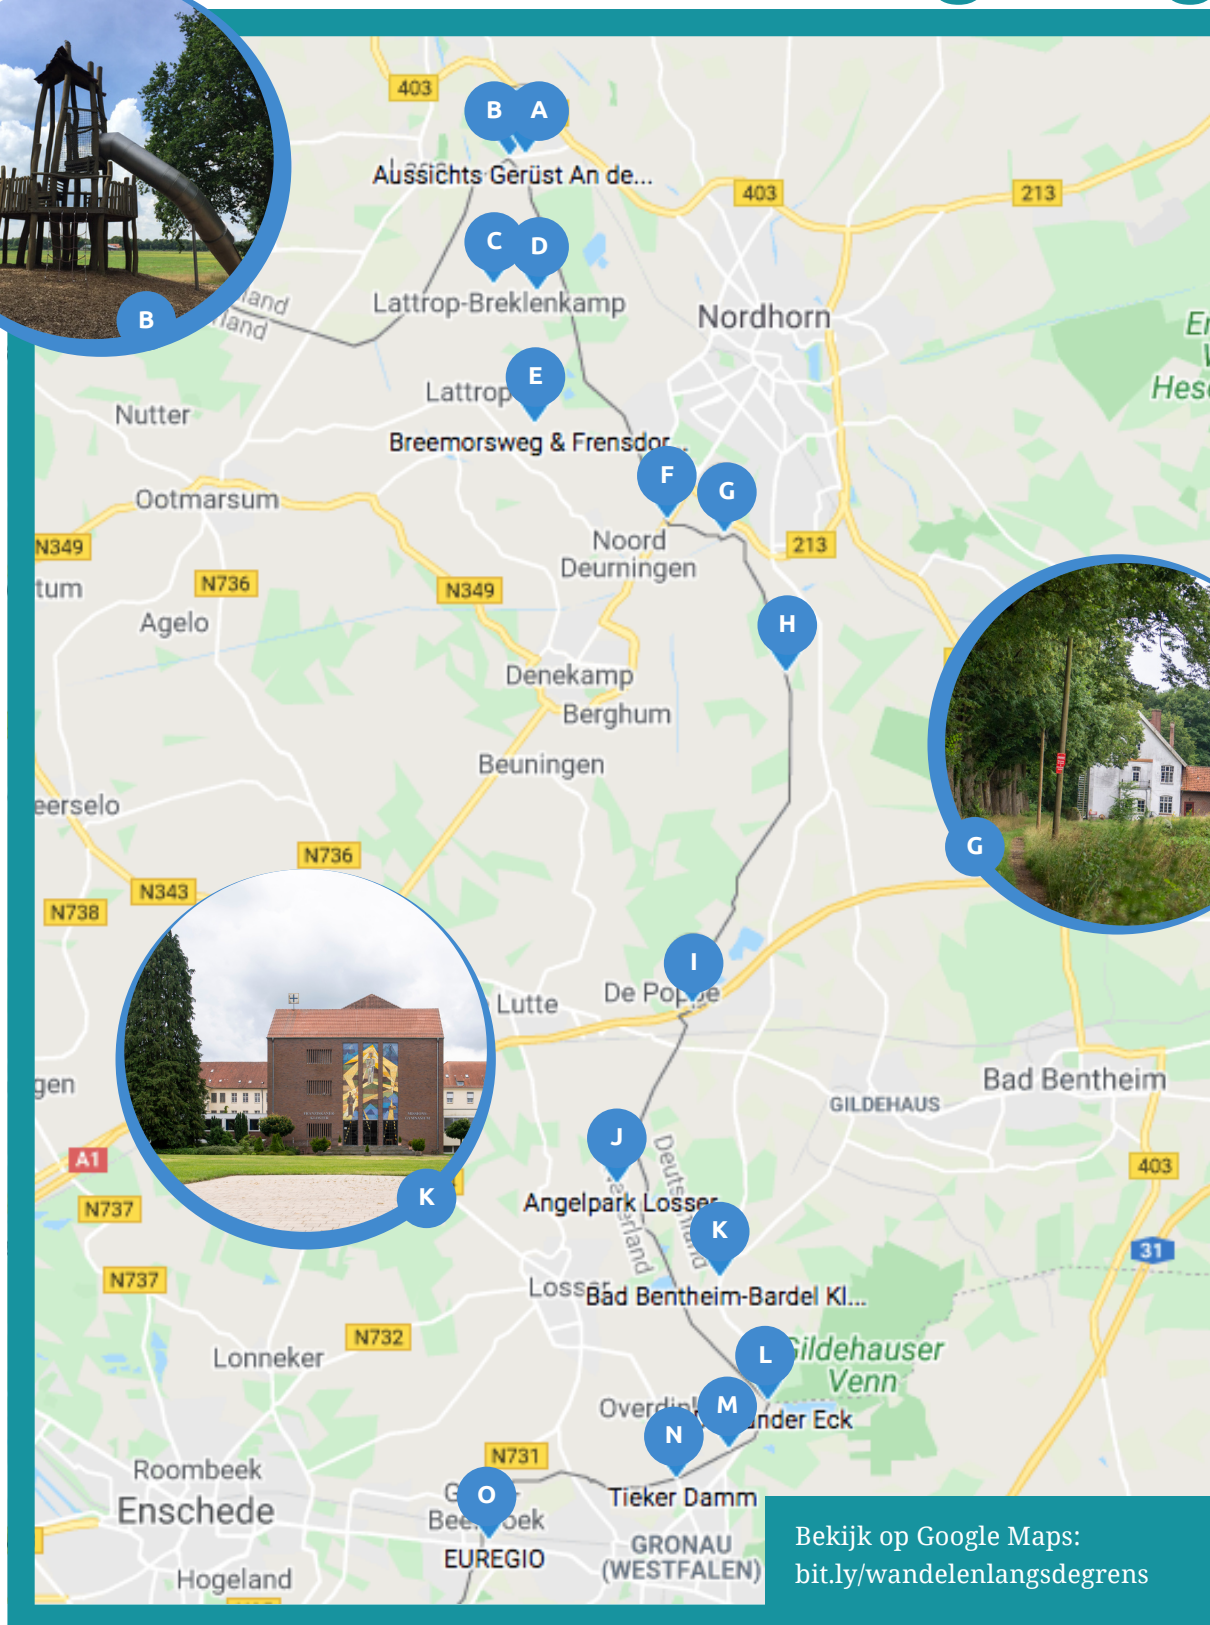 403
B
A
Aussichts Gerüst An de...
403
213
C
D
Lattrop-Breklenkamp
Nordhorn
B
E
Lattrop
Nutter
Breemorsweg & Frensdor...
F
G
Ootmarsum
N349
Noord
Deurningen
213
tum
N736
N349
Agelo
H
Denekamp
Berghum
Beuningen
eerselo
G
N736
N343
N738
I
De Poppe
Lutte
Bad Bentheim
gen
GILDEHAUS
J
A1
403
Deutschland
Angelpark Losser
K
N737
K
31
N737
Losser
Bad Bentheim-Bardel Kl...
N732
L
Gildehauser
Venn
Lonneker
M
nder Eck
N
N731
Roombeek
Tieker Damm
O
Enschede
EUREGIO
GRONAU
(WESTFALEN)
Hogeland
Bekijk op Google Maps:
bit.ly/wandelenlangsdegrens